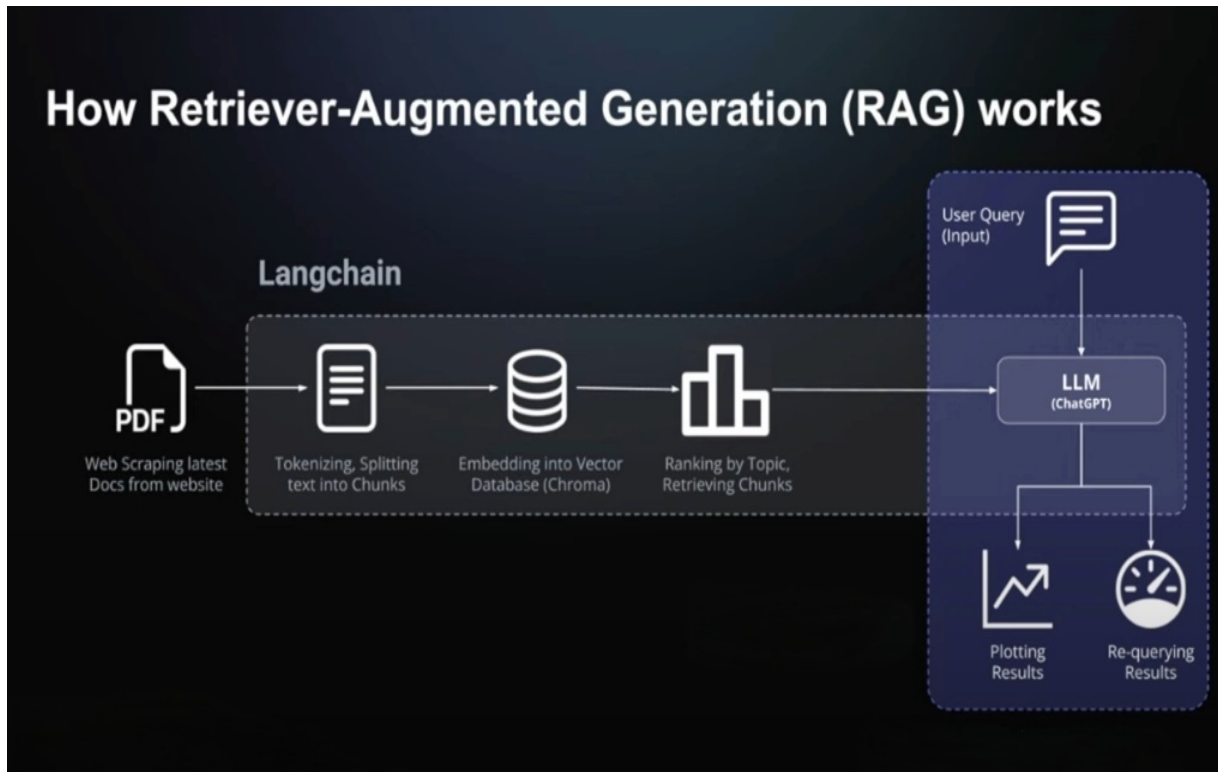 How Retriever-Augmented Generation (RAG) works
User Query
(Input)
Langchain
PDF
Web Scraping latest
Docs from website
Tokenizing, Splitting
text into Chunks
Embedding into Vector
Database (Chroma)
Ranking by Topic,
Retrieving Chunks
LLM
(ChatGPT)
Plotting
Results
Re-querying
Results